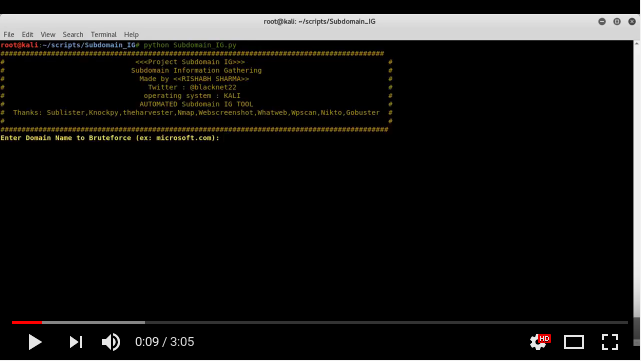 root@kali: ~/scripts/Subdomain_IG
File Edit View Search Terminal Help
root@kali:~/scripts/Subdomain_IG# python Subdomain_IG.py
############################################################################################
# <<<Project Subdomain IG>>> #
# Subdomain Information Gathering #
# Made by <<RISHABH SHARMA>> #
# Twitter : @blacknet22 #
# operating system : KALI #
# AUTOMATED Subdomain IG TOOL #
# Thanks: Sublister,Knockpy,theharvester,Nmap,Webscreenshot,Whatweb,Wpscan,Nikto,Gobuster #
# #
#############################################################################################
Enter Domain Name to Bruteforce (ex: microsoft.com):
0:09 / 3:05
HD